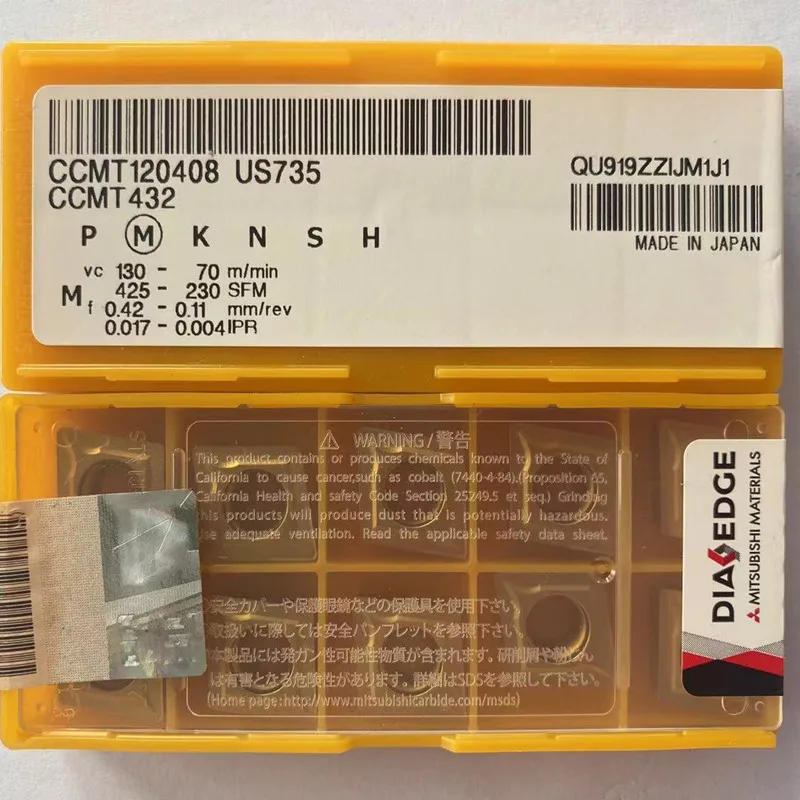 CCMT120408 US735
CCMT432
QU919ZZIJM1J1
MADE IN JAPAN
P M K N S H
vc 130 - 70 m/min
425 - 230 SFM
M
f 0.42 - 0.11 mm/rev
0.017 - 0.004 IPR
⚠ WARNING/警告
This product contains or produces chemicals known to the State of
California to cause cancer,such as cobalt (7440-4-84).(Proposition 65,
California Health and safety Code Section 25249.5 et seq.) Grinding
this products will produce dust that is potentially hazardous.
Use adequate ventilation. Read the applicable safety data sheet.
安全カバーや保護眼鏡などの保護具を使用下さい。
取扱いに際しては安全パンフレットを参照下さい。
本製品には発ガン性可能性物質が含まれます。研削屑や粉じん
は有害となる危険性があります。詳細はSDSを参照して下さい。
(Home page:http://www.mitsubishicarbide.com/msds)
DIAEDGE
MITSUBISHI MATERIALS